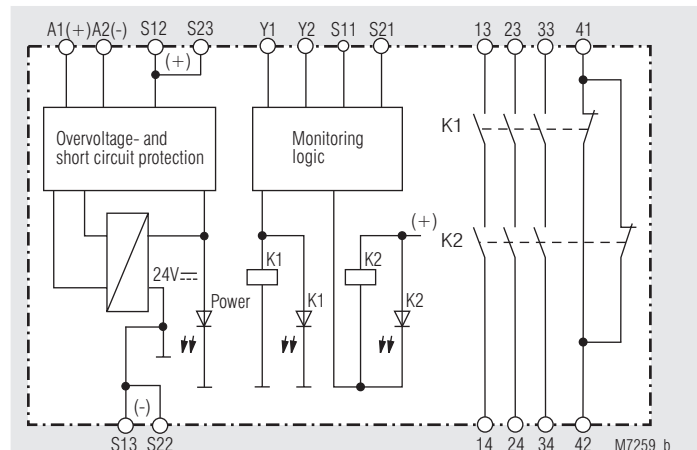 A1(+) A2(-) S12 S23 Y1 Y2 S11 S21 13 23 33 41
(+)
Overvoltage- and
short circuit protection
Monitoring
logic
K1
K2
(+)
24V
K1
K2
Power
K1
K2
(-)
S13 S22 14 24 34 42 M7259_b